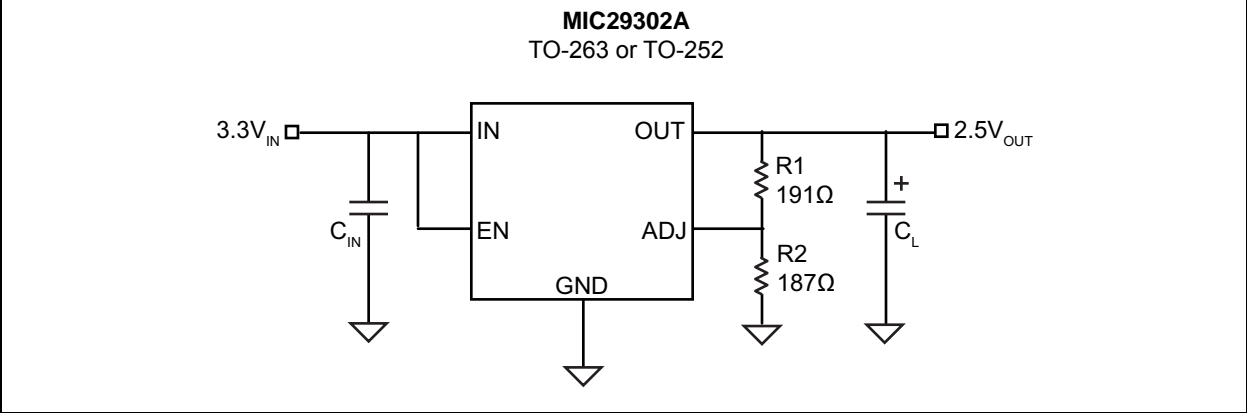 MIC29302A
TO-263 or TO-252
3.3V_IN
IN
OUT
2.5V_OUT
R1
191Ω
+
C_IN
EN
ADJ
C_L
R2
187Ω
GND